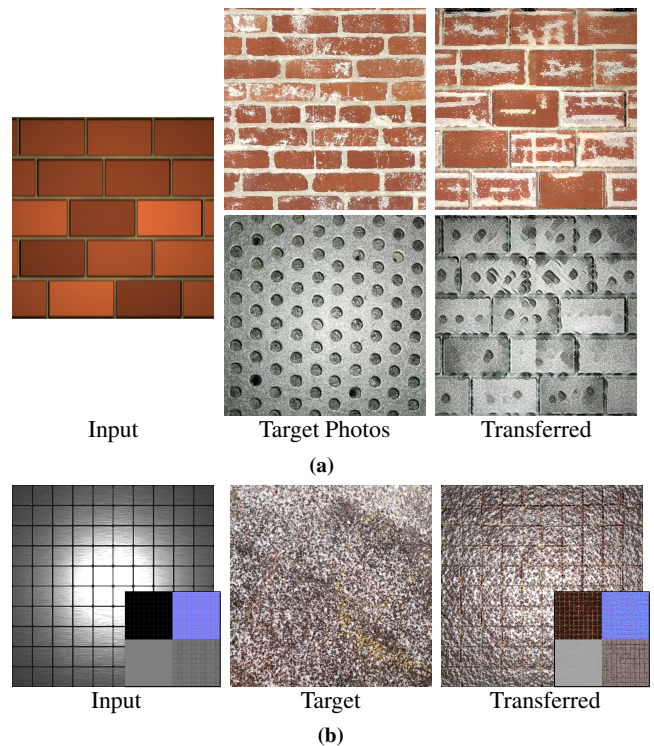 Input
Target Photos
Transferred
(a)
Input
Target
Transferred
(b)